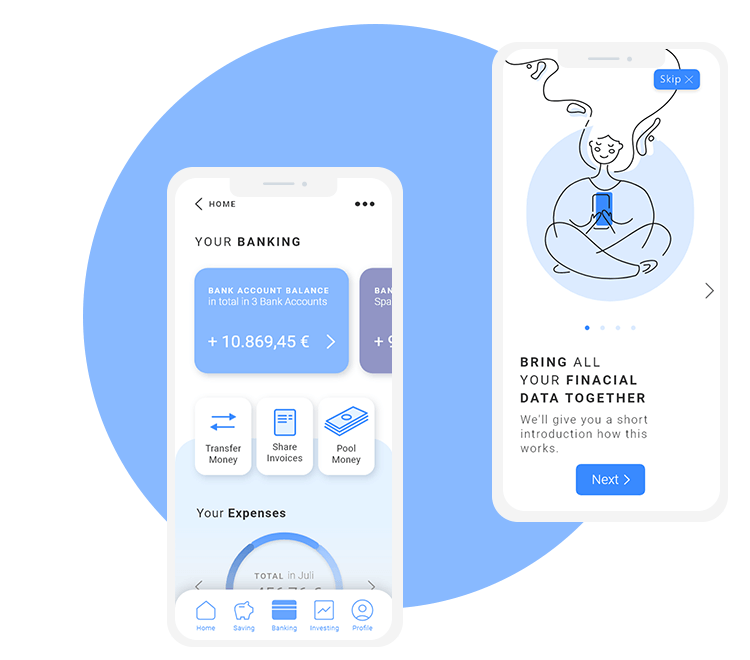 HOME
YOUR BANKING
BANK ACCOUNT BALANCE
in total in 3 Bank Accounts
+ 10.869,45 €
BAN
Spa
Transfer
Money
Share
Invoices
Pool
Money
Your Expenses
TOTAL in Juli
Home
Saving
Banking
Investing
Profile
Skip
BRING ALL
YOUR FINACIAL
DATA TOGETHER
We'll give you a short
introduction how this
works.
Next